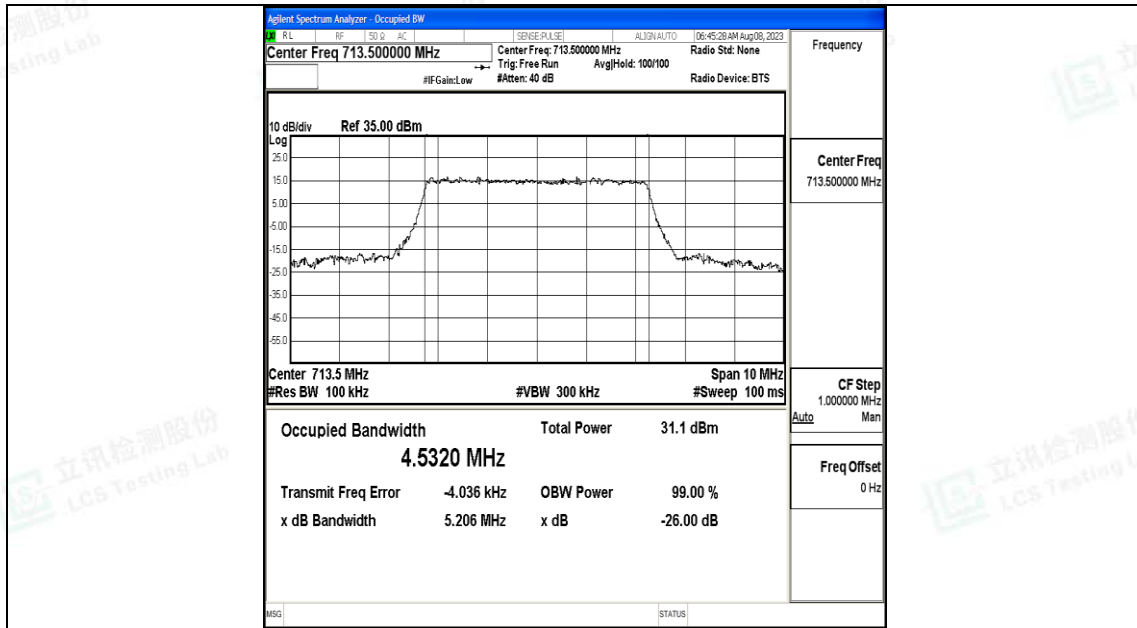 Agilent Spectrum Analyzer - Occupied BW
LXI RL RF 50 Ω AC SENSE:PULSE ALIGN AUTO 06:45:28 AM Aug 08, 2023
Center Freq 713.500000 MHz
Center Freq: 713.500000 MHz
Radio Std: None
Trig: Free Run Avg|Hold: 100/100
#IFGain:Low #Atten: 40 dB Radio Device: BTS
Frequency
10 dB/div Ref 35.00 dBm
Log
25.0
15.0
5.00
-5.00
-15.0
-25.0
-35.0
-45.0
-55.0
Center 713.5 MHz Span 10 MHz
#Res BW 100 kHz #VBW 300 kHz #Sweep 100 ms
Center Freq
713.500000 MHz
CF Step
1.000000 MHz
Auto Man
Freq Offset
0 Hz
Occupied Bandwidth Total Power 31.1 dBm
4.5320 MHz
Transmit Freq Error -4.036 kHz OBW Power 99.00 %
x dB Bandwidth 5.206 MHz x dB -26.00 dB
MSG STATUS
立讯检测股份
LCS Testing Lab